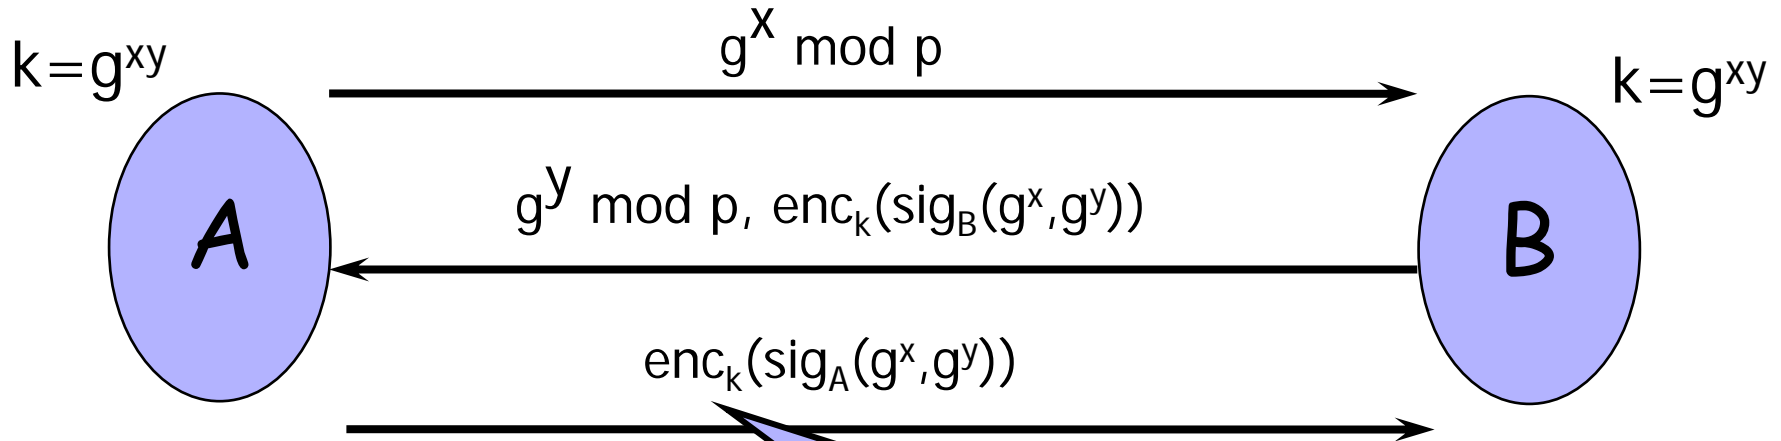 g^x mod p
k=g^xy
k=g^xy
g^y mod p, enc_k(sig_B(g^x,g^y))
A
B
enc_k(sig_A(g^x,g^y))